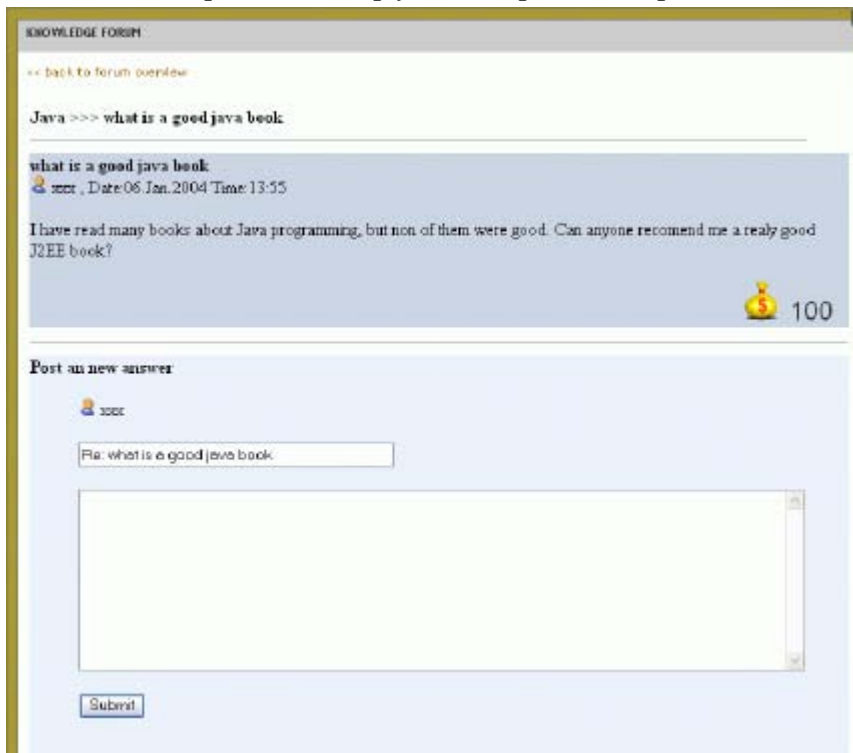 KNOWLEDGE FORUM
<< back to forum overview
Java >>> what is a good java book
what is a good java book
, Date:06.Jan.2004 Time:13:55
I have read many books about Java programming, but non of them were good. Can anyone recomend me a realy good
J2EE book?
$ 100
Post an new answer
Re: what is a good java book
Submit